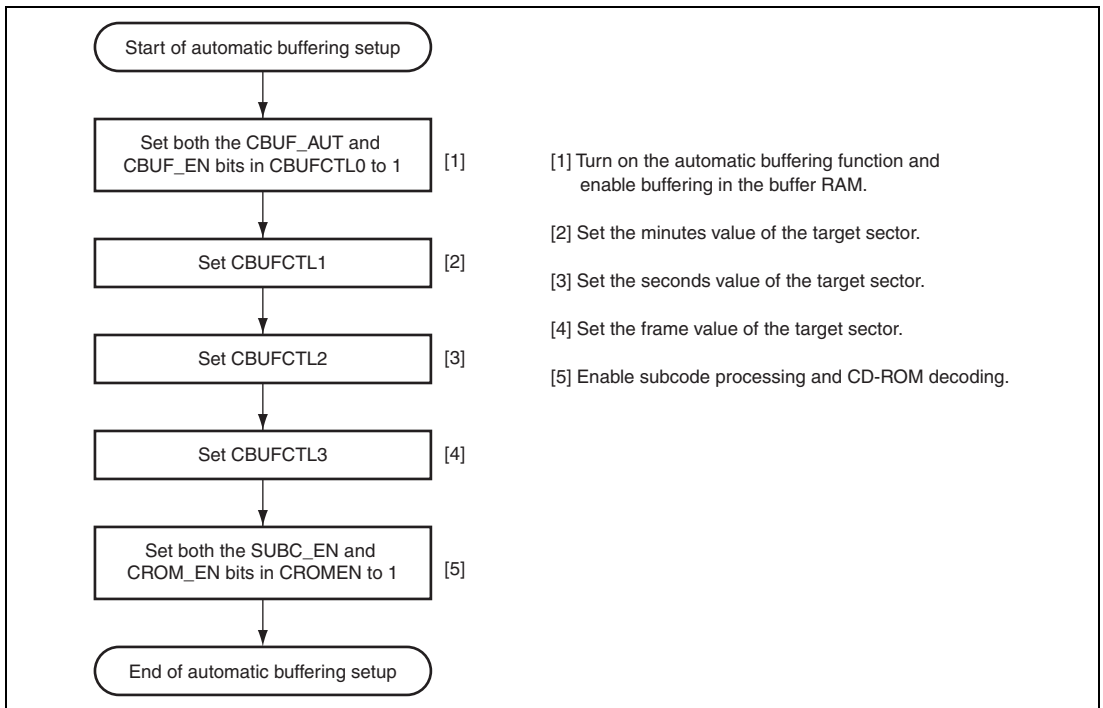 Start of automatic buffering setup
Set both the CBUF_AUT and
CBUF_EN bits in CBUFCTL0 to 1
[1]
Set CBUFCTL1
[2]
Set CBUFCTL2
[3]
Set CBUFCTL3
[4]
Set both the SUBC_EN and
CROM_EN bits in CROMEN to 1
[5]
End of automatic buffering setup
[1] Turn on the automatic buffering function and
enable buffering in the buffer RAM.
[2] Set the minutes value of the target sector.
[3] Set the seconds value of the target sector.
[4] Set the frame value of the target sector.
[5] Enable subcode processing and CD-ROM decoding.